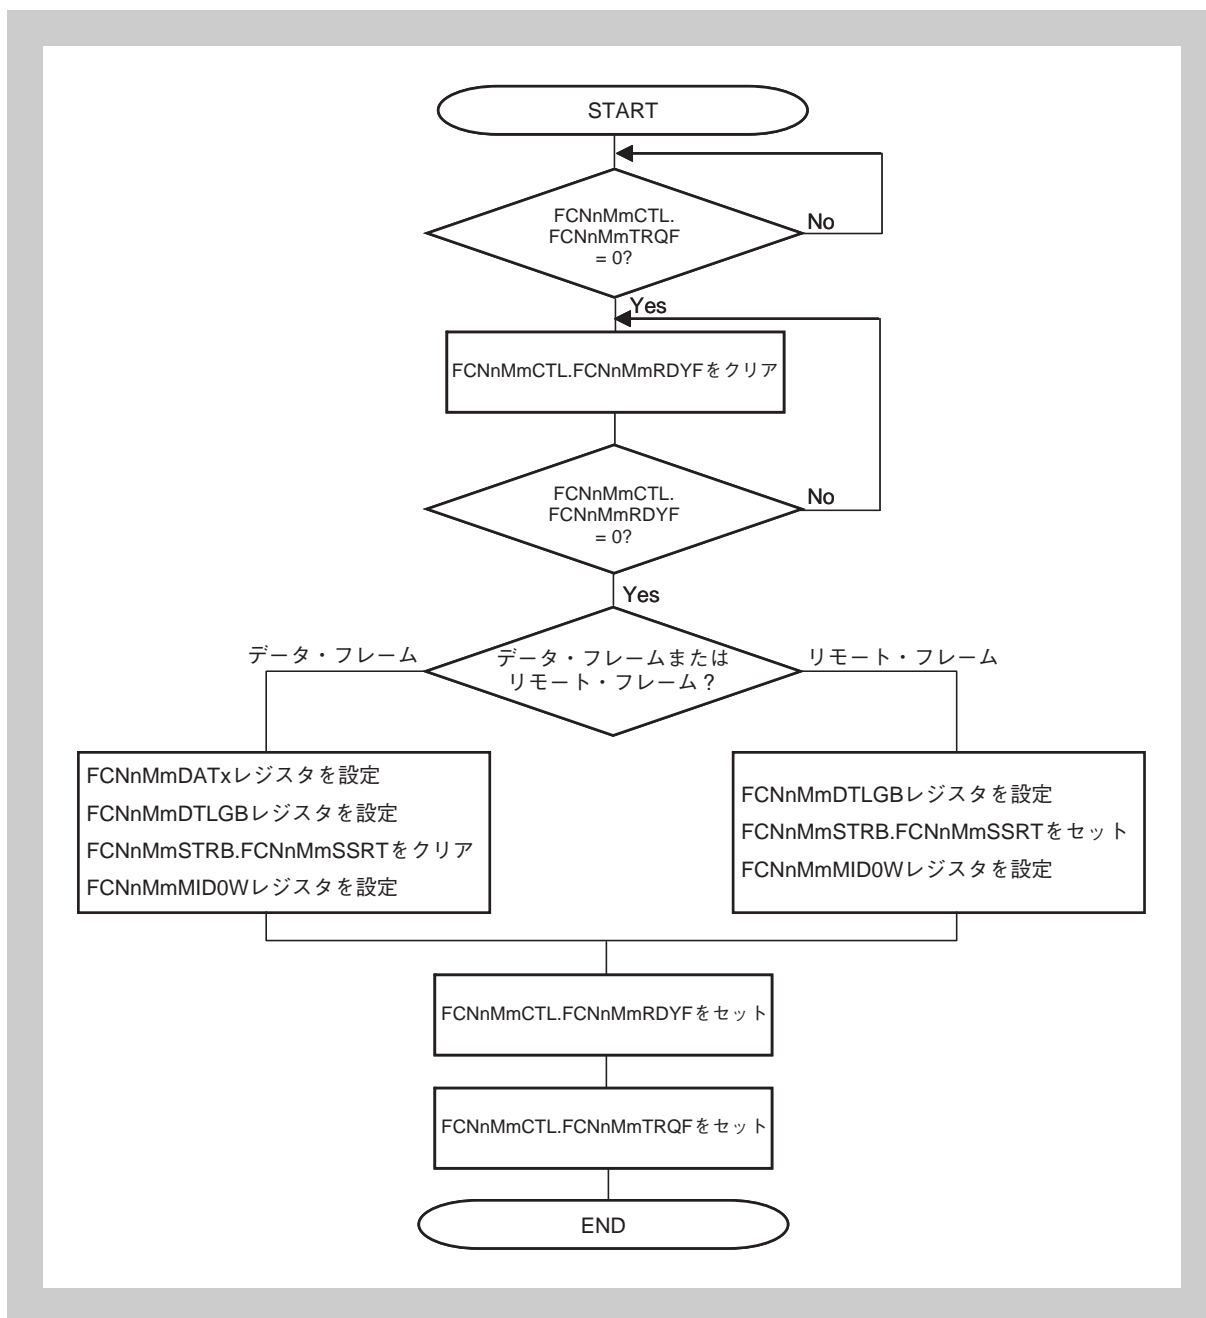 START
FCNnMmCTL.
FCNnMmTRQF
= 0?
No
Yes
FCNnMmCTL.FCNnMmRDYFをクリア
FCNnMmCTL.
FCNnMmRDYF
= 0?
No
Yes
データ・フレーム
データ・フレームまたは
リモート・フレーム？
リモート・フレーム
FCNnMmDATxレジスタを設定
FCNnMmDTLGBレジスタを設定
FCNnMmSTRB.FCNnMmSSRTをクリア
FCNnMmMID0Wレジスタを設定
FCNnMmDTLGBレジスタを設定
FCNnMmSTRB.FCNnMmSSRTをセット
FCNnMmMID0Wレジスタを設定
FCNnMmCTL.FCNnMmRDYFをセット
FCNnMmCTL.FCNnMmTRQFをセット
END